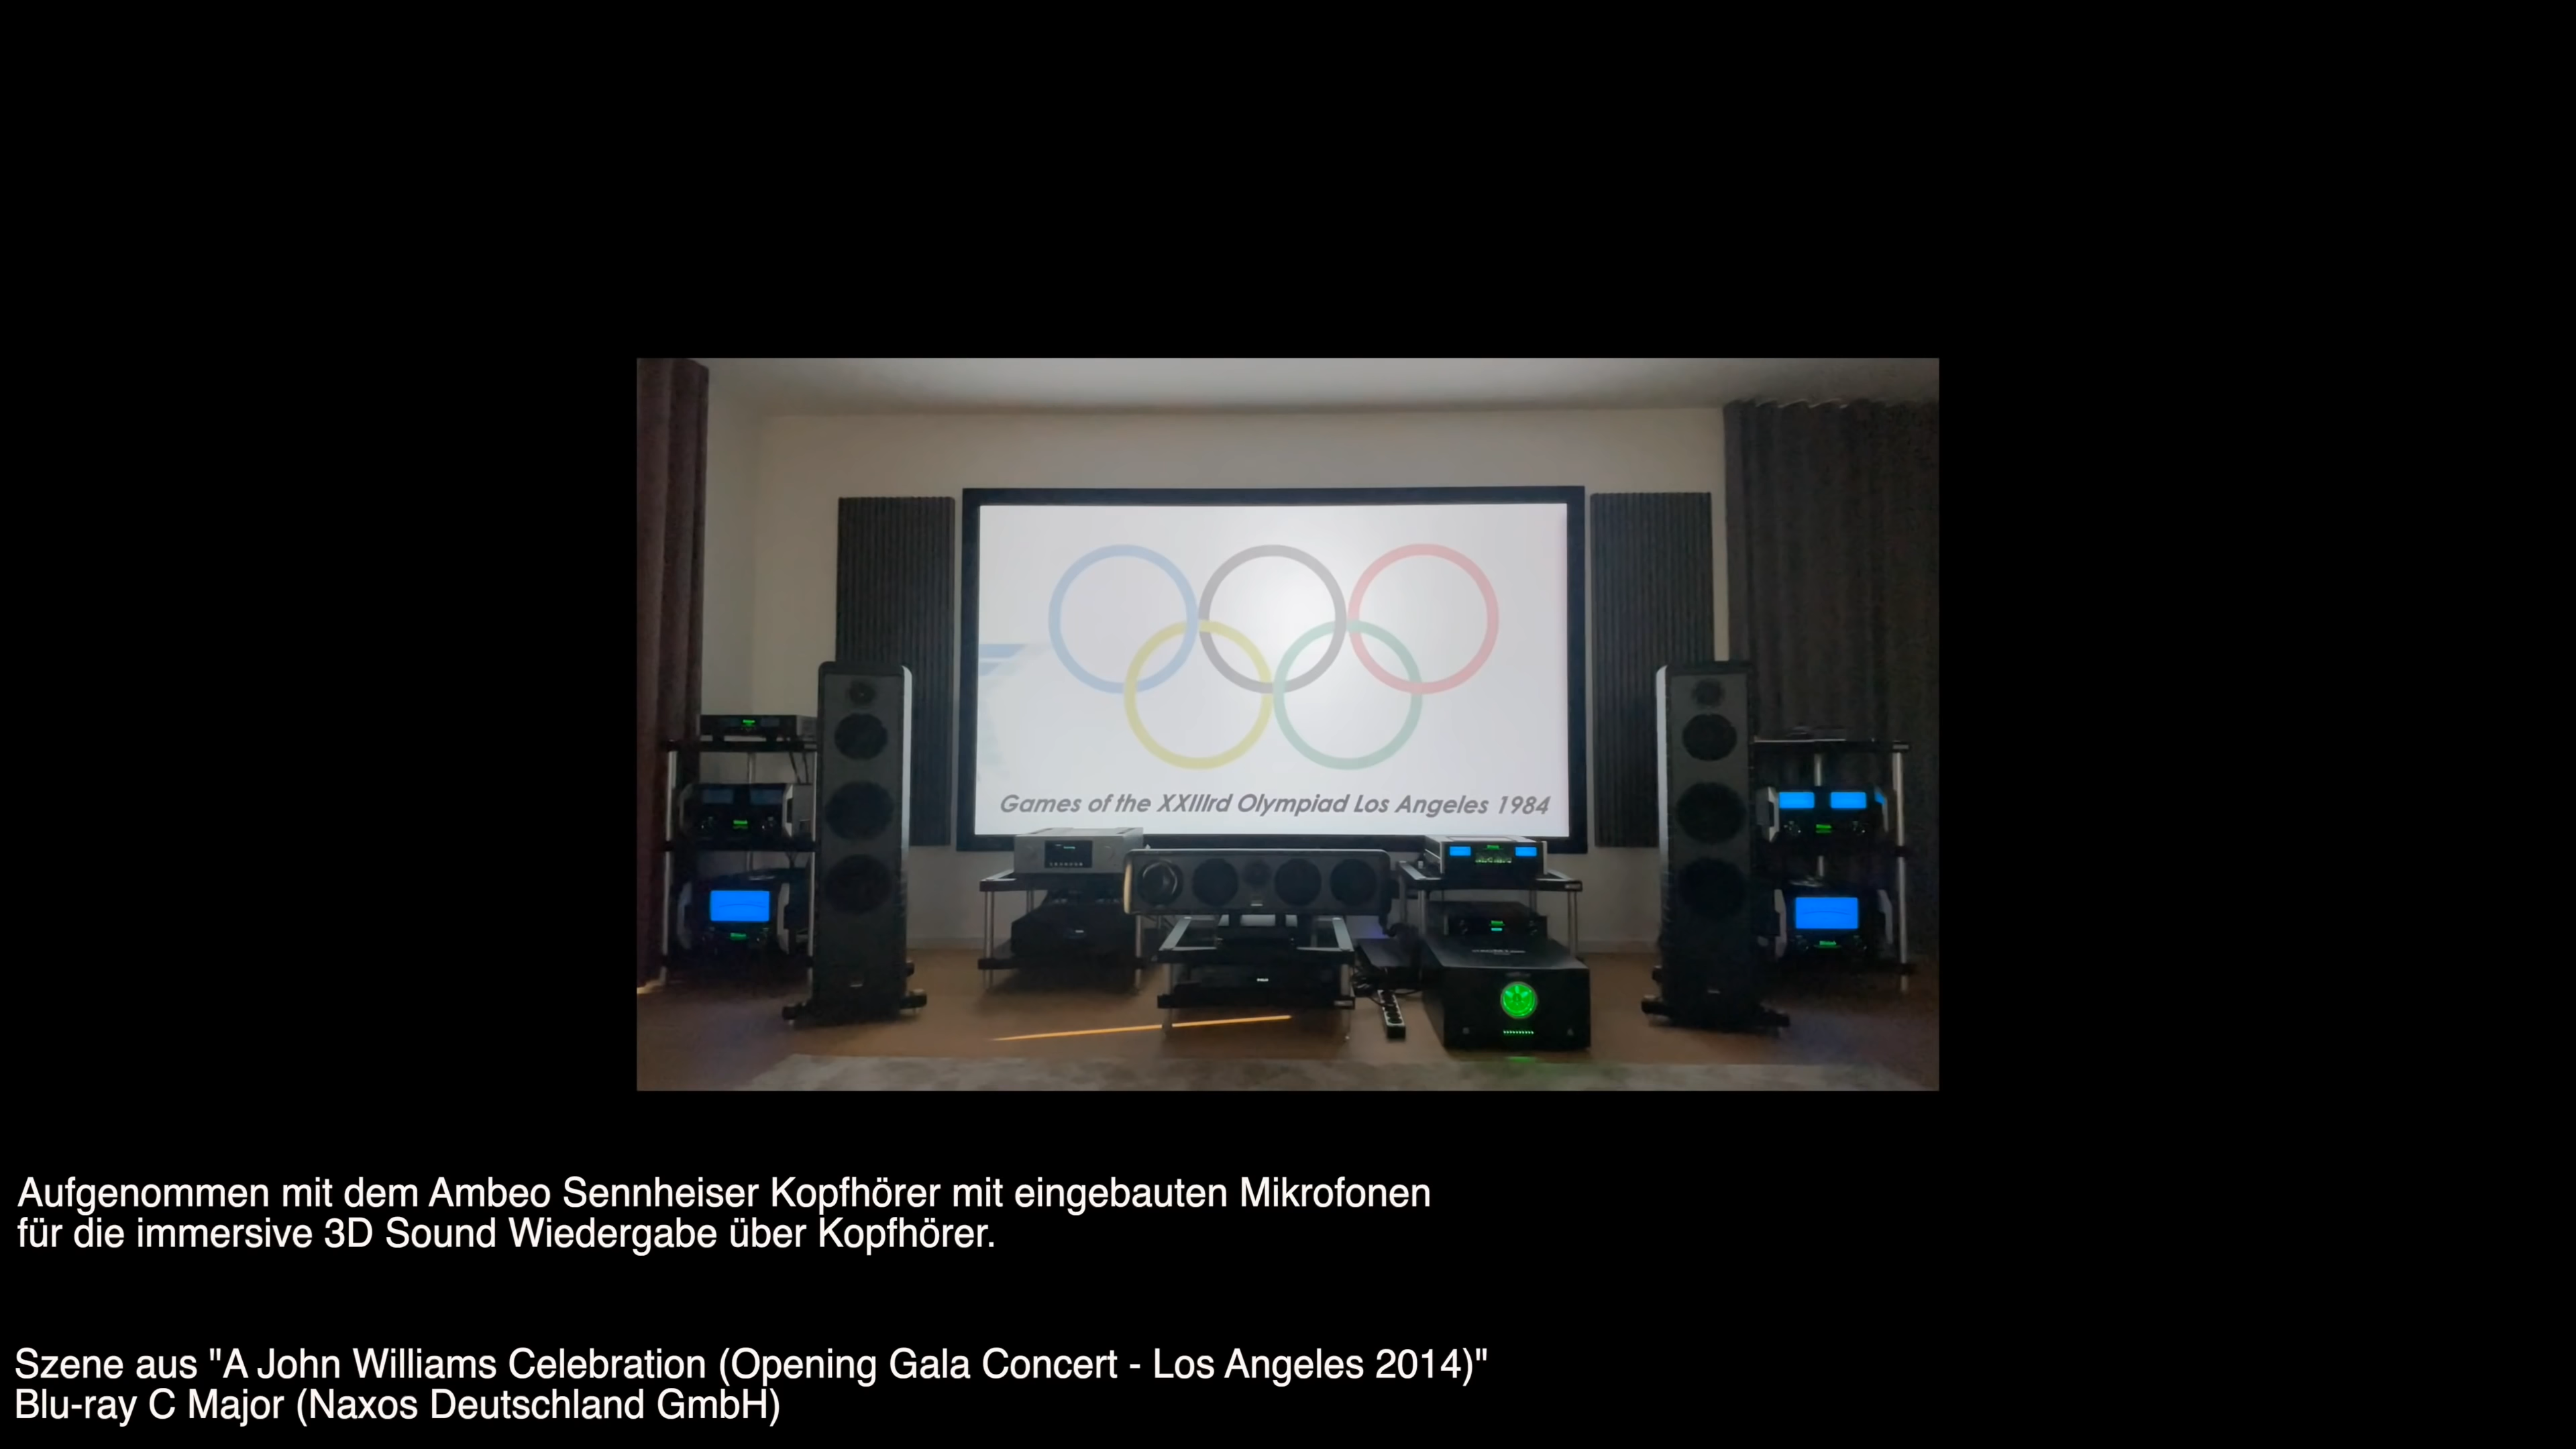 Games of the XXIIIrd Olympiad Los Angeles 1984
Aufgenommen mit dem Ambeo Sennheiser Kopfhörer mit eingebauten Mikrofonen
für die immersive 3D Sound Wiedergabe über Kopfhörer.
Szene aus "A John Williams Celebration (Opening Gala Concert - Los Angeles 2014)"
Blu-ray C Major (Naxos Deutschland GmbH)